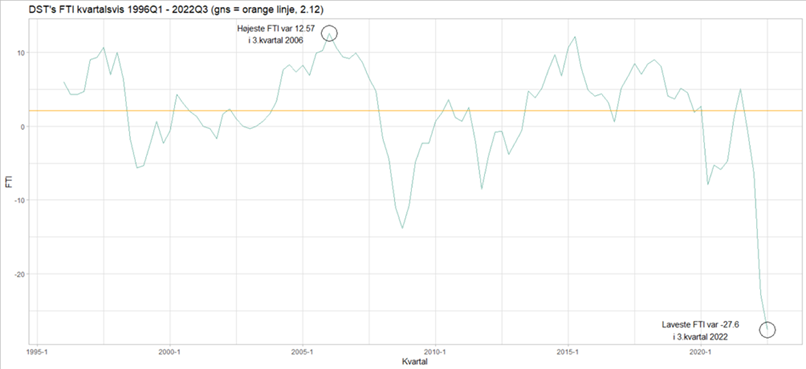 DST's FTI kvartalsvis 1996Q1 - 2022Q3 (gns = orange linje, 2.12)
Højeste FTI var 12.57
i 3.kvartal 2006
10
0
-10
-20
FTI
Laveste FTI var -27.6
i 3.kvartal 2022
1995-1
2000-1
2005-1
2010-1
2015-1
2020-1
Kvartal